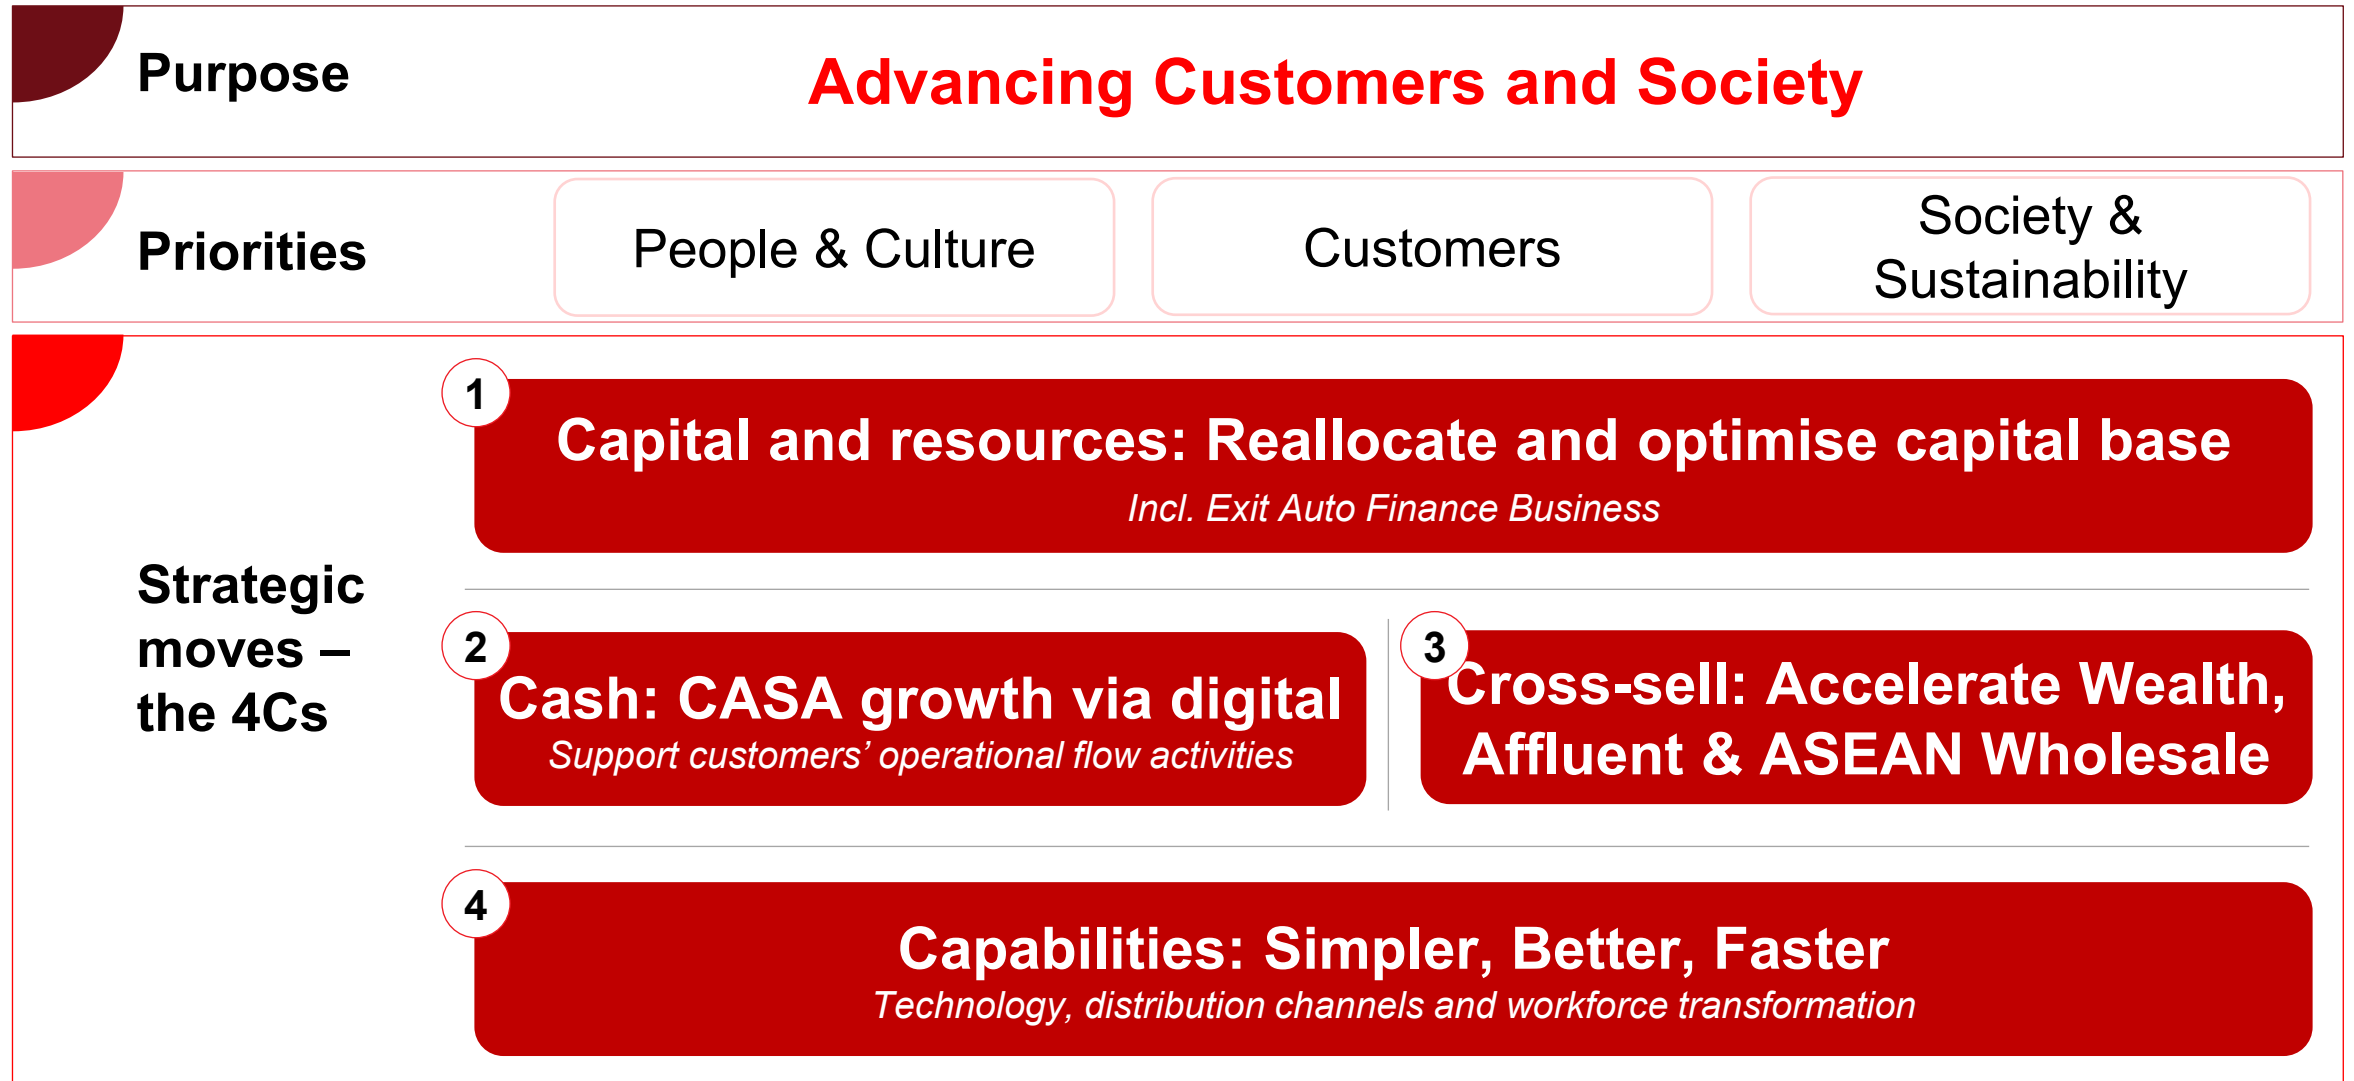 Purpose
Advancing Customers and Society
Priorities
People & Culture
Customers
Society &
Sustainability
Strategic
moves –
the 4Cs
1
Capital and resources: Reallocate and optimise capital base
Incl. Exit Auto Finance Business
2
Cash: CASA growth via digital
Support customers’ operational flow activities
3
Cross-sell: Accelerate Wealth,
Affluent & ASEAN Wholesale
4
Capabilities: Simpler, Better, Faster
Technology, distribution channels and workforce transformation